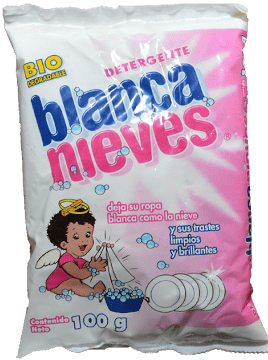 BIO
DEGRADABLE
DETERGENTE
blanca
nieves®
deja su ropa
blanca como la nieve
y sus trastes
limpios
y brillantes
Contenido
Neto
100 g